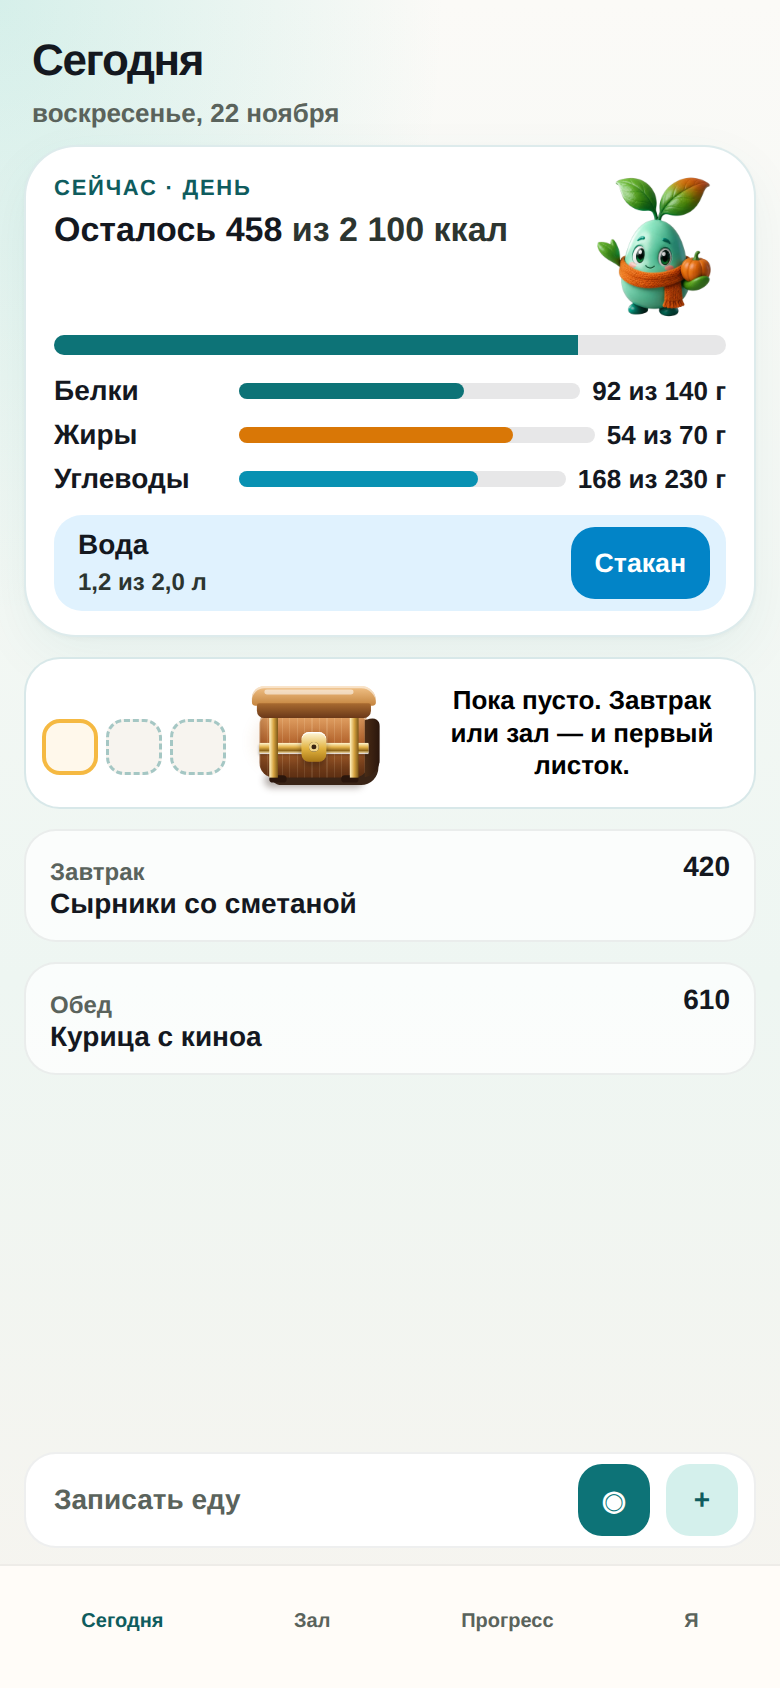 Сегодня
воскресенье, 22 ноября
СЕЙЧАС · ДЕНЬ
Осталось 458 из 2 100 ккал
Белки 92 из 140 г
Жиры 54 из 70 г
Углеводы 168 из 230 г
Вода
1,2 из 2,0 л
Стакан
Пока пусто. Завтрак
или зал — и первый
листок.
Завтрак
420
Сырники со сметаной
Обед
610
Курица с киноа
Записать еду
◉ +
Сегодня Зал Прогресс Я